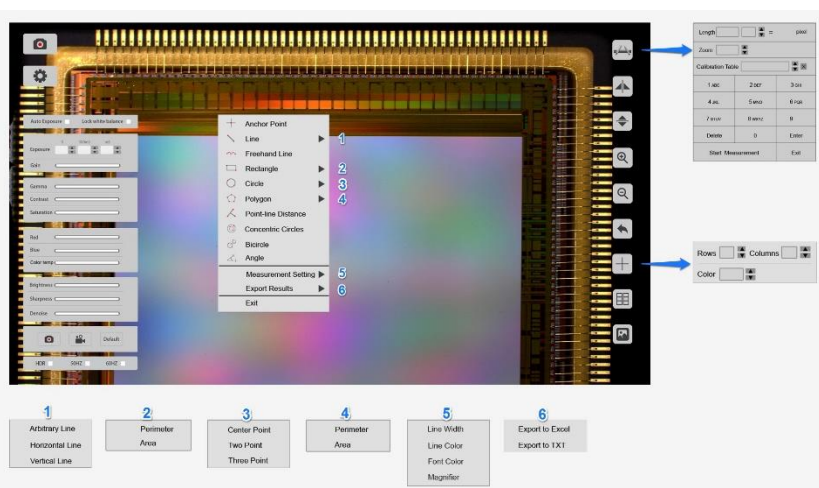 Length = pixel
Zoom
Calibration Table
1 ABC 2 DEF 3 GHI
4 JKL 5 MNO 6 PQR
7 STUV 8 WXYZ 9
Delete 0 Enter
Start Measurement Exit
Auto Exposure Lock white balance
Exposure
Gain
Gamma
Contrast
Saturation
Red
Blue
Color temp
Brightness
Sharpness
Denoise
Default
HDR 50HZ 60HZ
Anchor Point
Line 1
Freehand Line
Rectangle 2
Circle 3
Polygon 4
Point-line Distance
Concentric Circles
Bicircle
Angle
Measurement Setting 5
Export Results 6
Exit
Rows Columns
Color
1
Arbitrary Line
Horizontal Line
Vertical Line
2
Perimeter
Area
3
Center Point
Two Point
Three Point
4
Perimeter
Area
5
Line Width
Line Color
Font Color
Magnifier
6
Export to Excel
Export to TXT